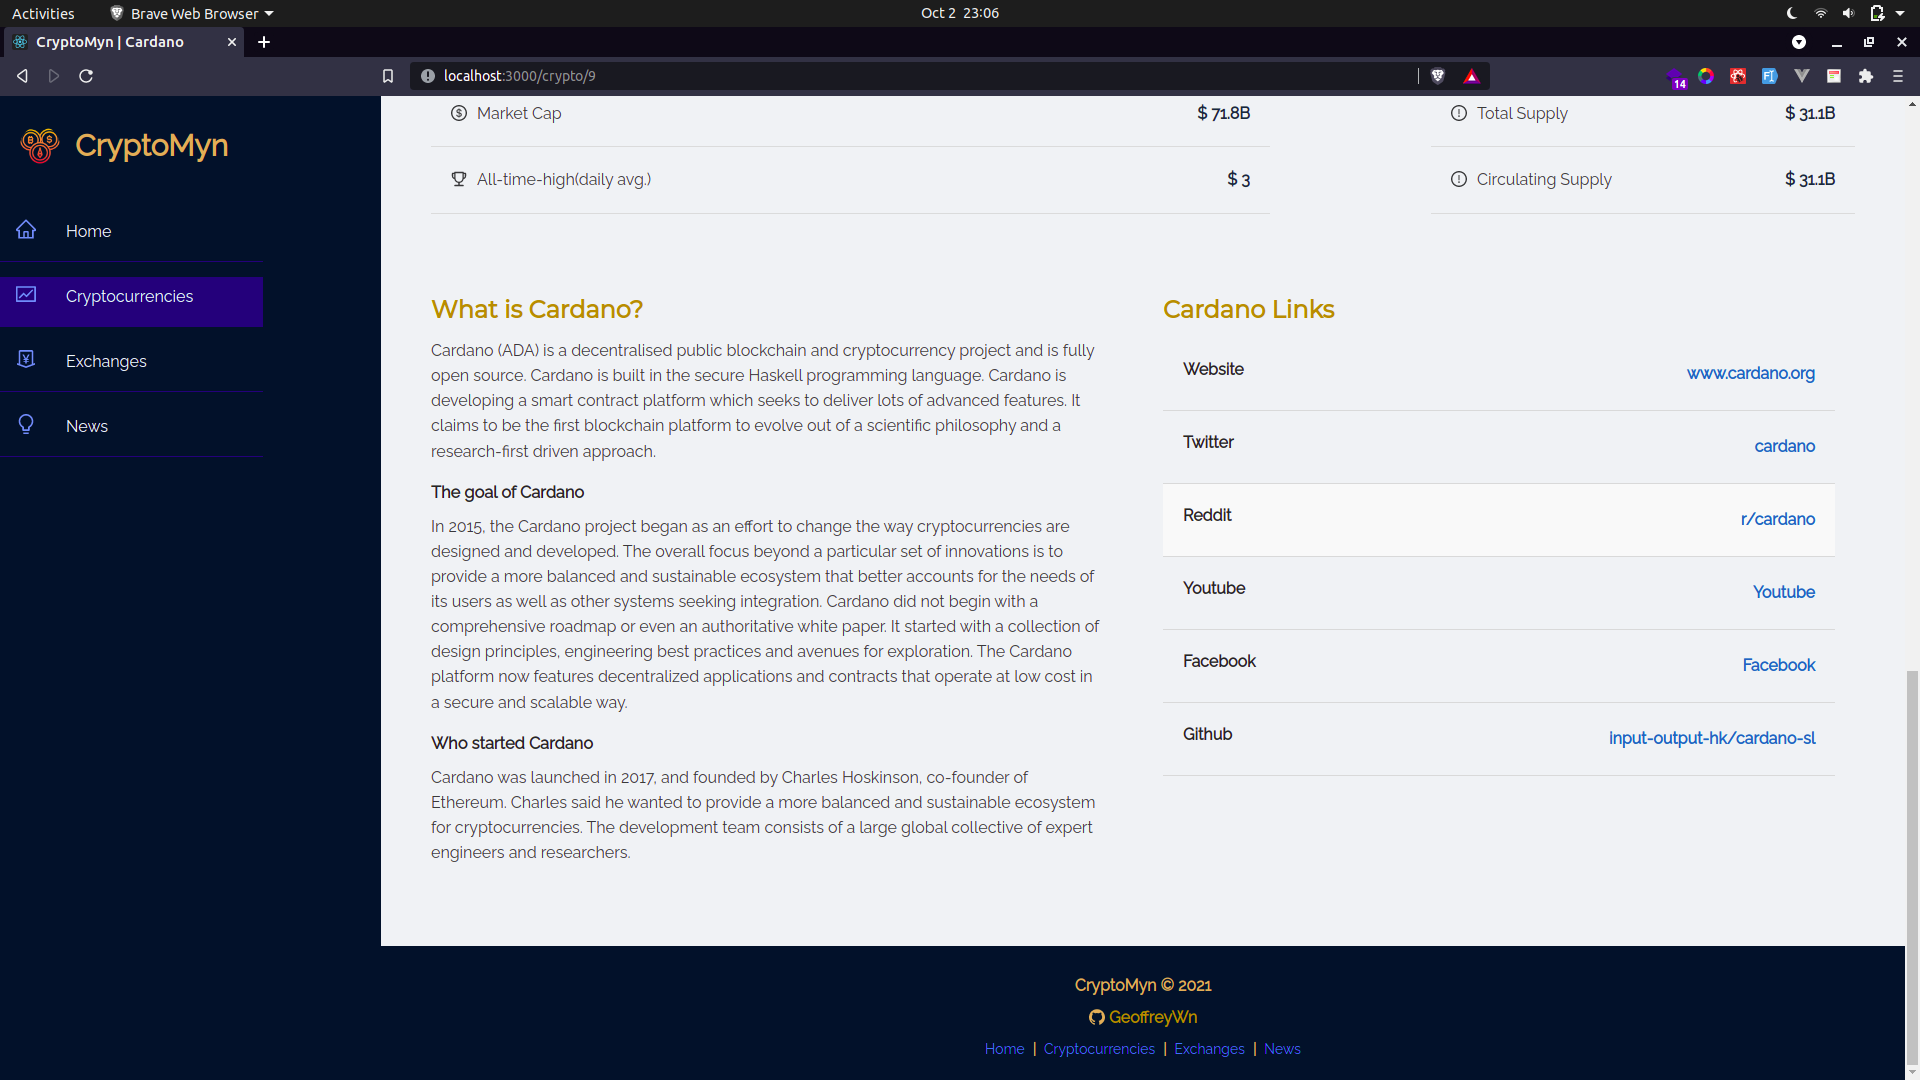 Activities
Brave Web Browser
Oct 2 23:06
CryptoMyn | Cardano
localhost:3000/crypto/9
14
CryptoMyn
Home
Cryptocurrencies
Exchanges
News
Market Cap
$ 71.8B
All-time-high(daily avg.)
$ 3
Total Supply
$ 31.1B
Circulating Supply
$ 31.1B
What is Cardano?
Cardano (ADA) is a decentralised public blockchain and cryptocurrency project and is fully
open source. Cardano is built in the secure Haskell programming language. Cardano is
developing a smart contract platform which seeks to deliver lots of advanced features. It
claims to be the first blockchain platform to evolve out of a scientific philosophy and a
research-first driven approach.
The goal of Cardano
In 2015, the Cardano project began as an effort to change the way cryptocurrencies are
designed and developed. The overall focus beyond a particular set of innovations is to
provide a more balanced and sustainable ecosystem that better accounts for the needs of
its users as well as other systems seeking integration. Cardano did not begin with a
comprehensive roadmap or even an authoritative white paper. It started with a collection of
design principles, engineering best practices and avenues for exploration. The Cardano
platform now features decentralized applications and contracts that operate at low cost in
a secure and scalable way.
Who started Cardano
Cardano was launched in 2017, and founded by Charles Hoskinson, co-founder of
Ethereum. Charles said he wanted to provide a more balanced and sustainable ecosystem
for cryptocurrencies. The development team consists of a large global collective of expert
engineers and researchers.
Cardano Links
Website
www.cardano.org
Twitter
cardano
Reddit
r/cardano
Youtube
Youtube
Facebook
Facebook
Github
input-output-hk/cardano-sl
CryptoMyn © 2021
GeoffreyWn
Home | Cryptocurrencies | Exchanges | News